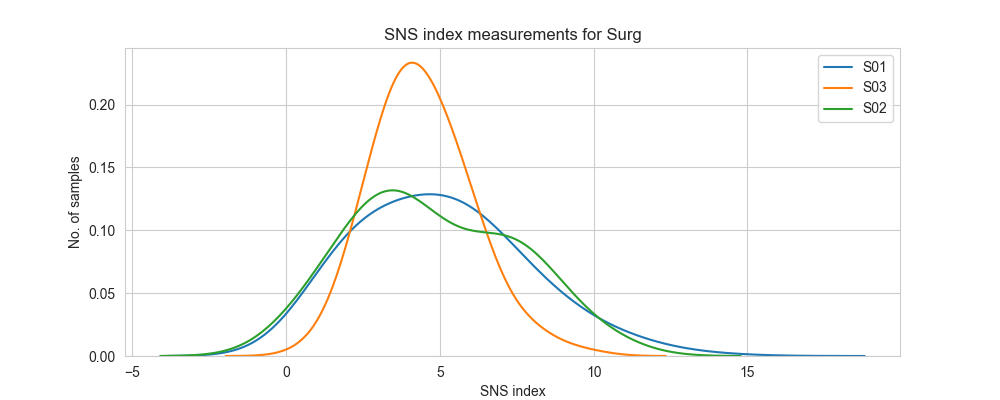 SNS index measurements for Surg
S01
S03
S02
No. of samples
0.20
0.15
0.10
0.05
0.00
−5
0
5
10
15
SNS index